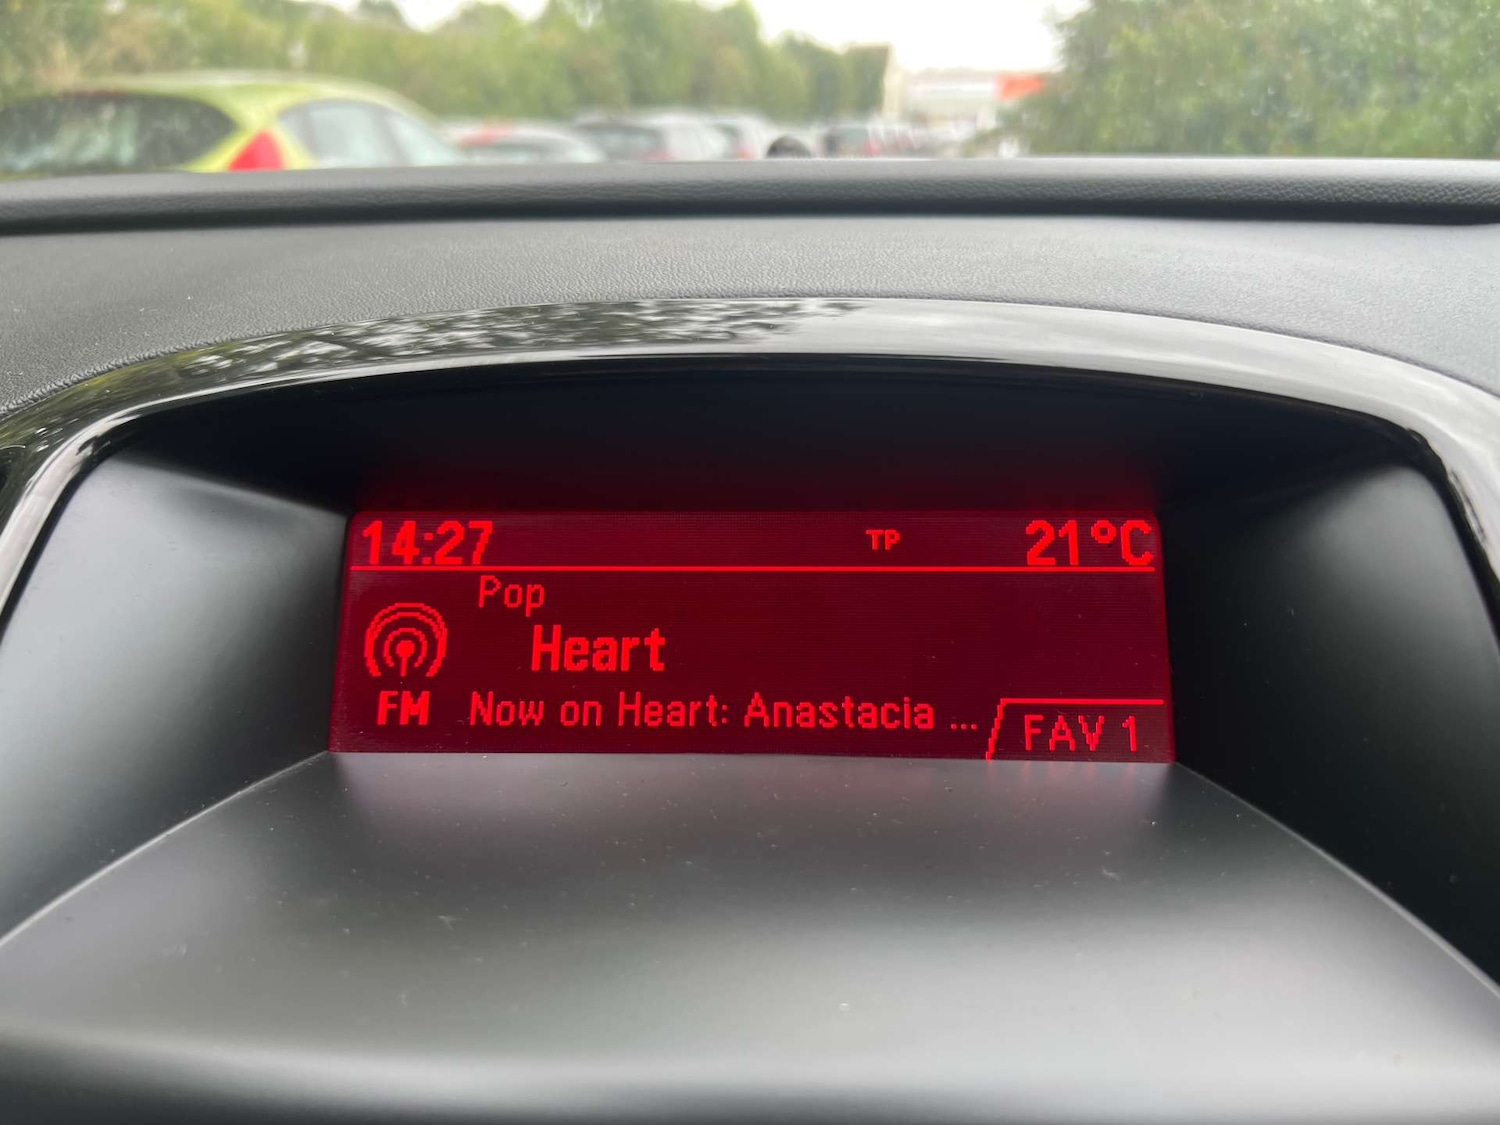 14:27 TP 21°C
Pop
Heart
FM Now on Heart: Anastacia ... FAV 1